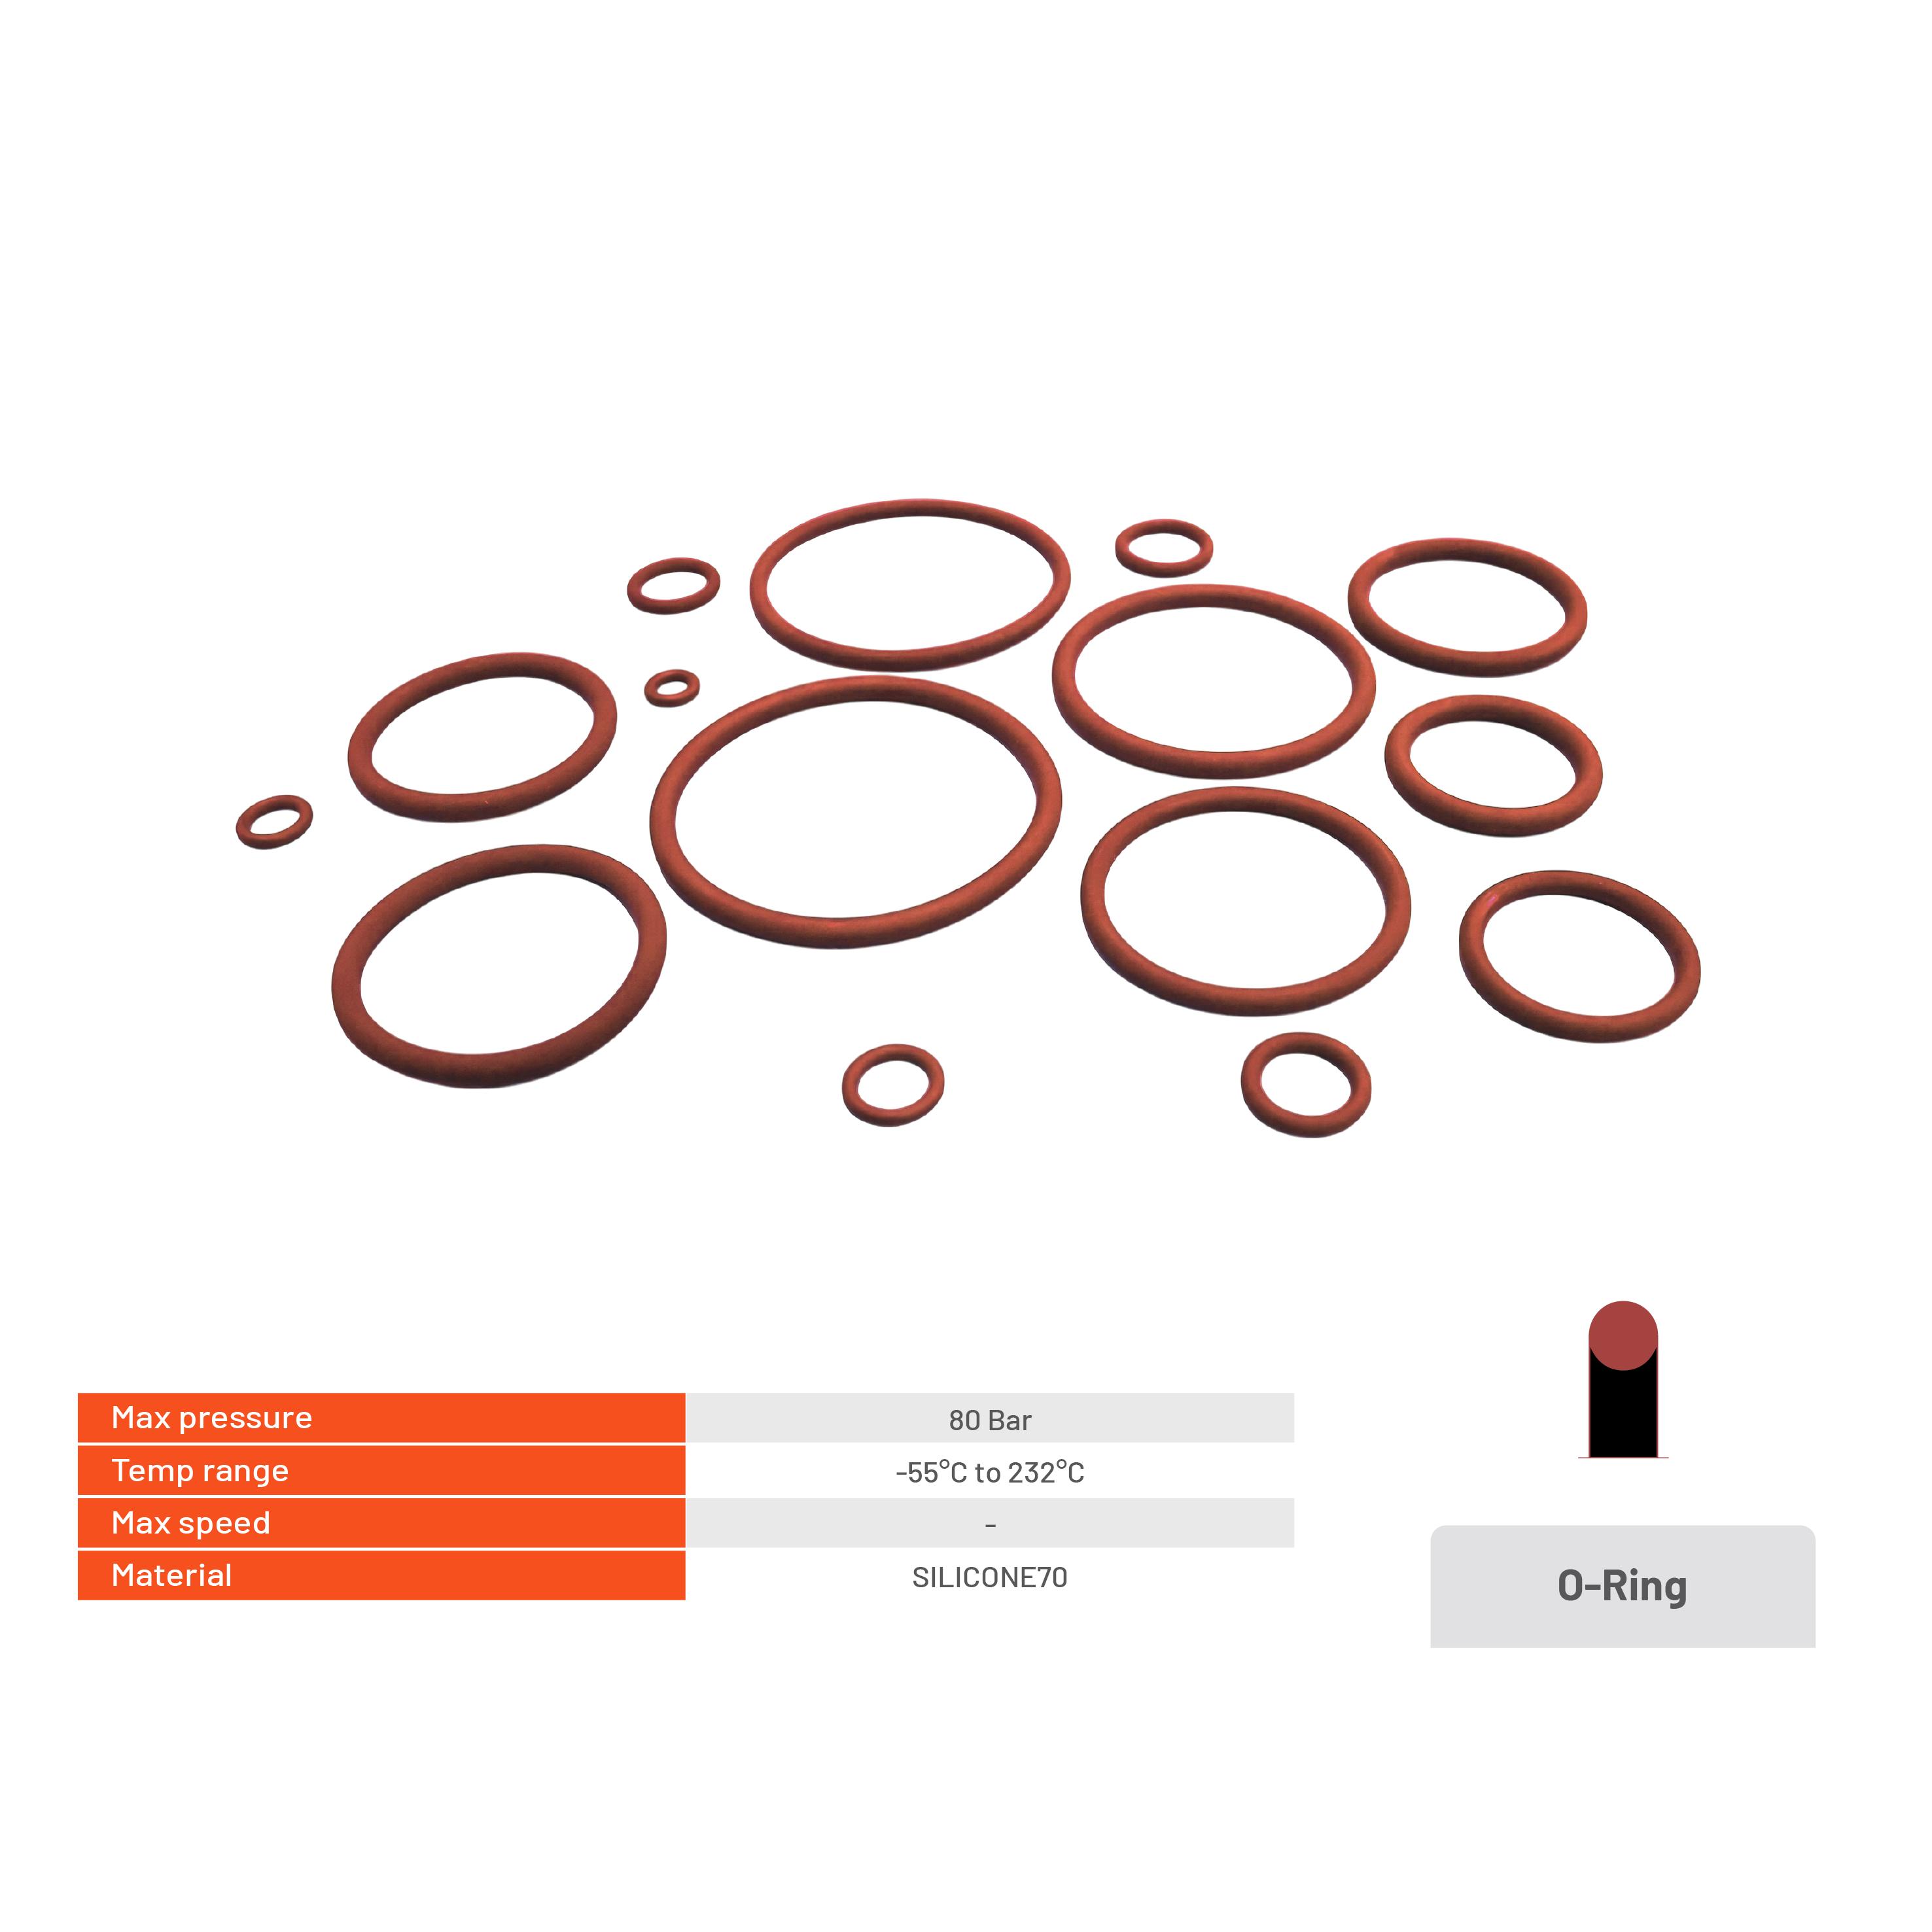 Max pressure 80 Bar
Temp range -55°C to 232°C
Max speed -
Material SILICONE70
O-Ring